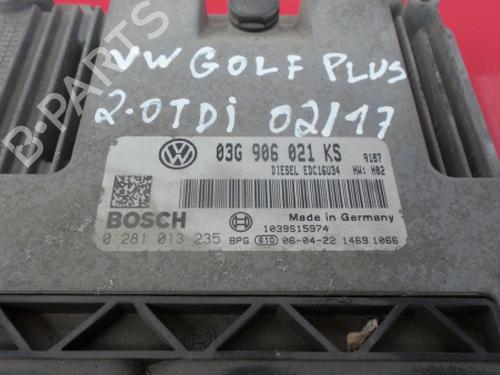 B-PARTS
VW GOLF PLUS
2.0TDi 02/17
03G 906 021 KS 9187
DIESEL EDC16U34 HW: H02
BOSCH
Made in Germany
1039S15974
0 281 013 235 BPG 810 06-04-22 1469 1066